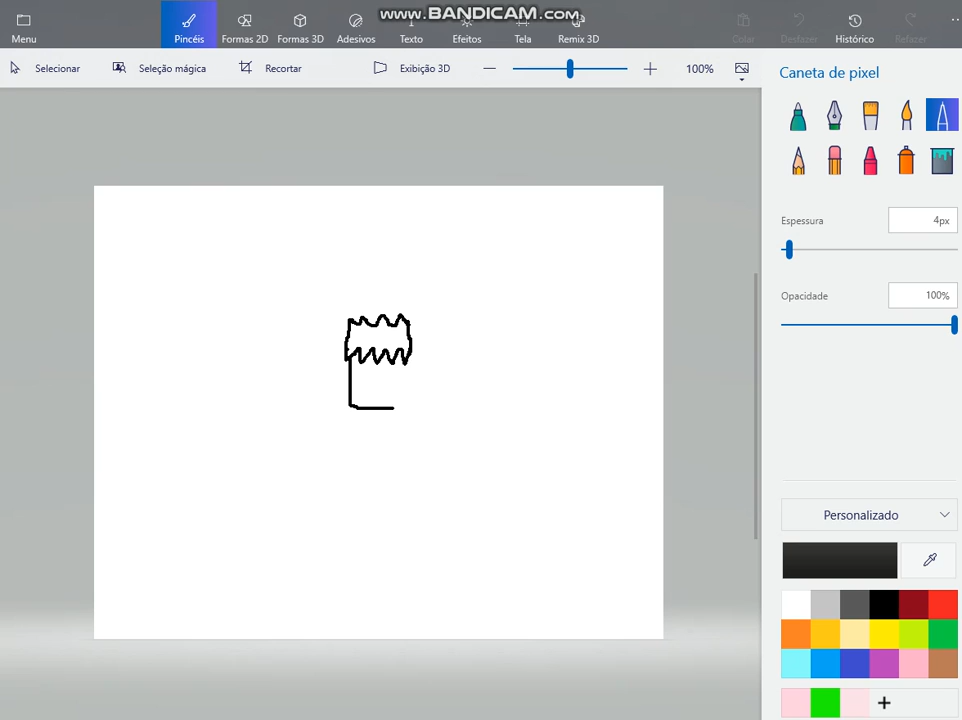 www.BANDICAM.com
Menu
Pincéis
Formas 2D
Formas 3D
Adesivos
Texto
Efeitos
Tela
Remix 3D
Colar
Desfazer
Histórico
Refazer
Selecionar
Seleção mágica
Recortar
Exibição 3D
100%
Caneta de pixel
Espessura
4px
Opacidade
100%
Personalizado